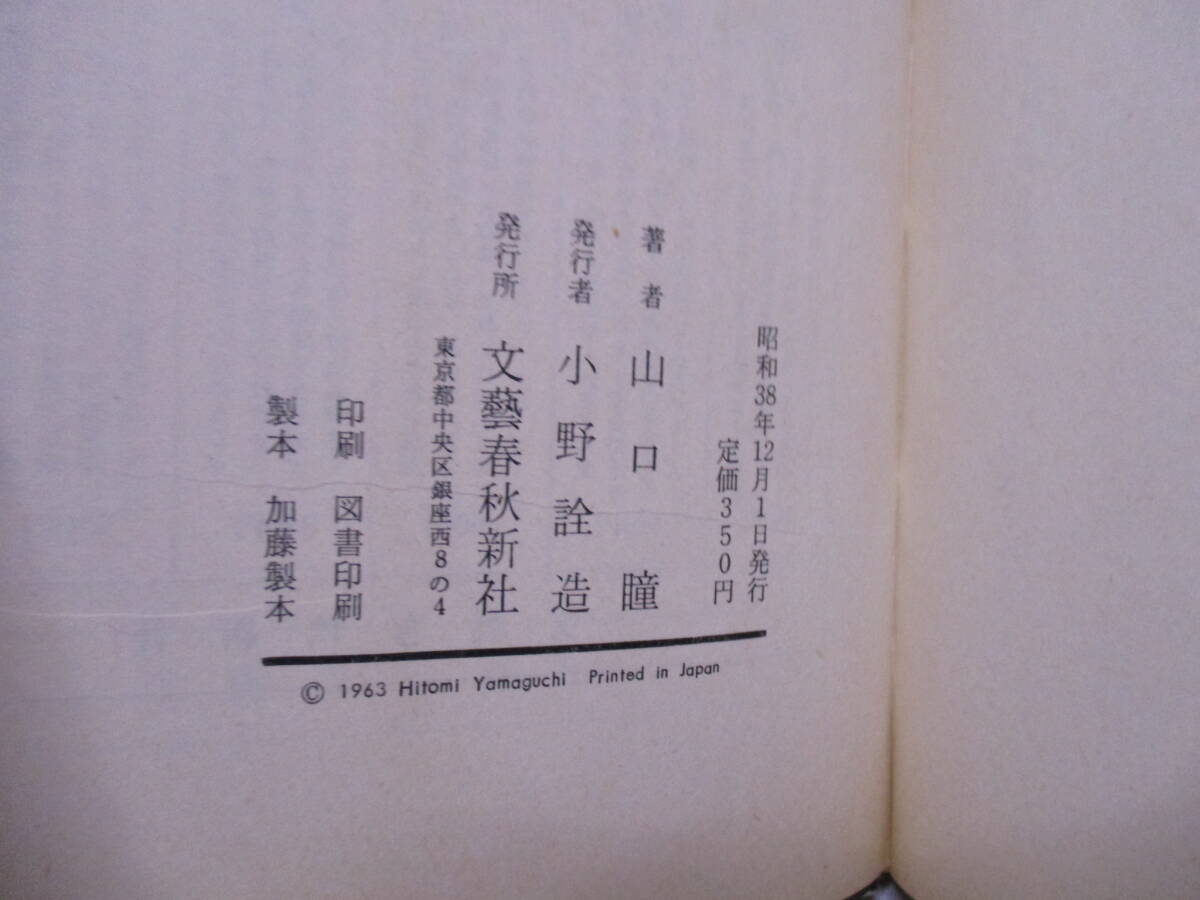 昭和38年12月1日発行
定価350円
著者 山口瞳
発行者 小野詮造
発行所 文藝春秋新社
東京都中央区銀座西8の4
印刷 図書印刷
製本 加藤製本
© 1963 Hitomi Yamaguchi Printed in Japan